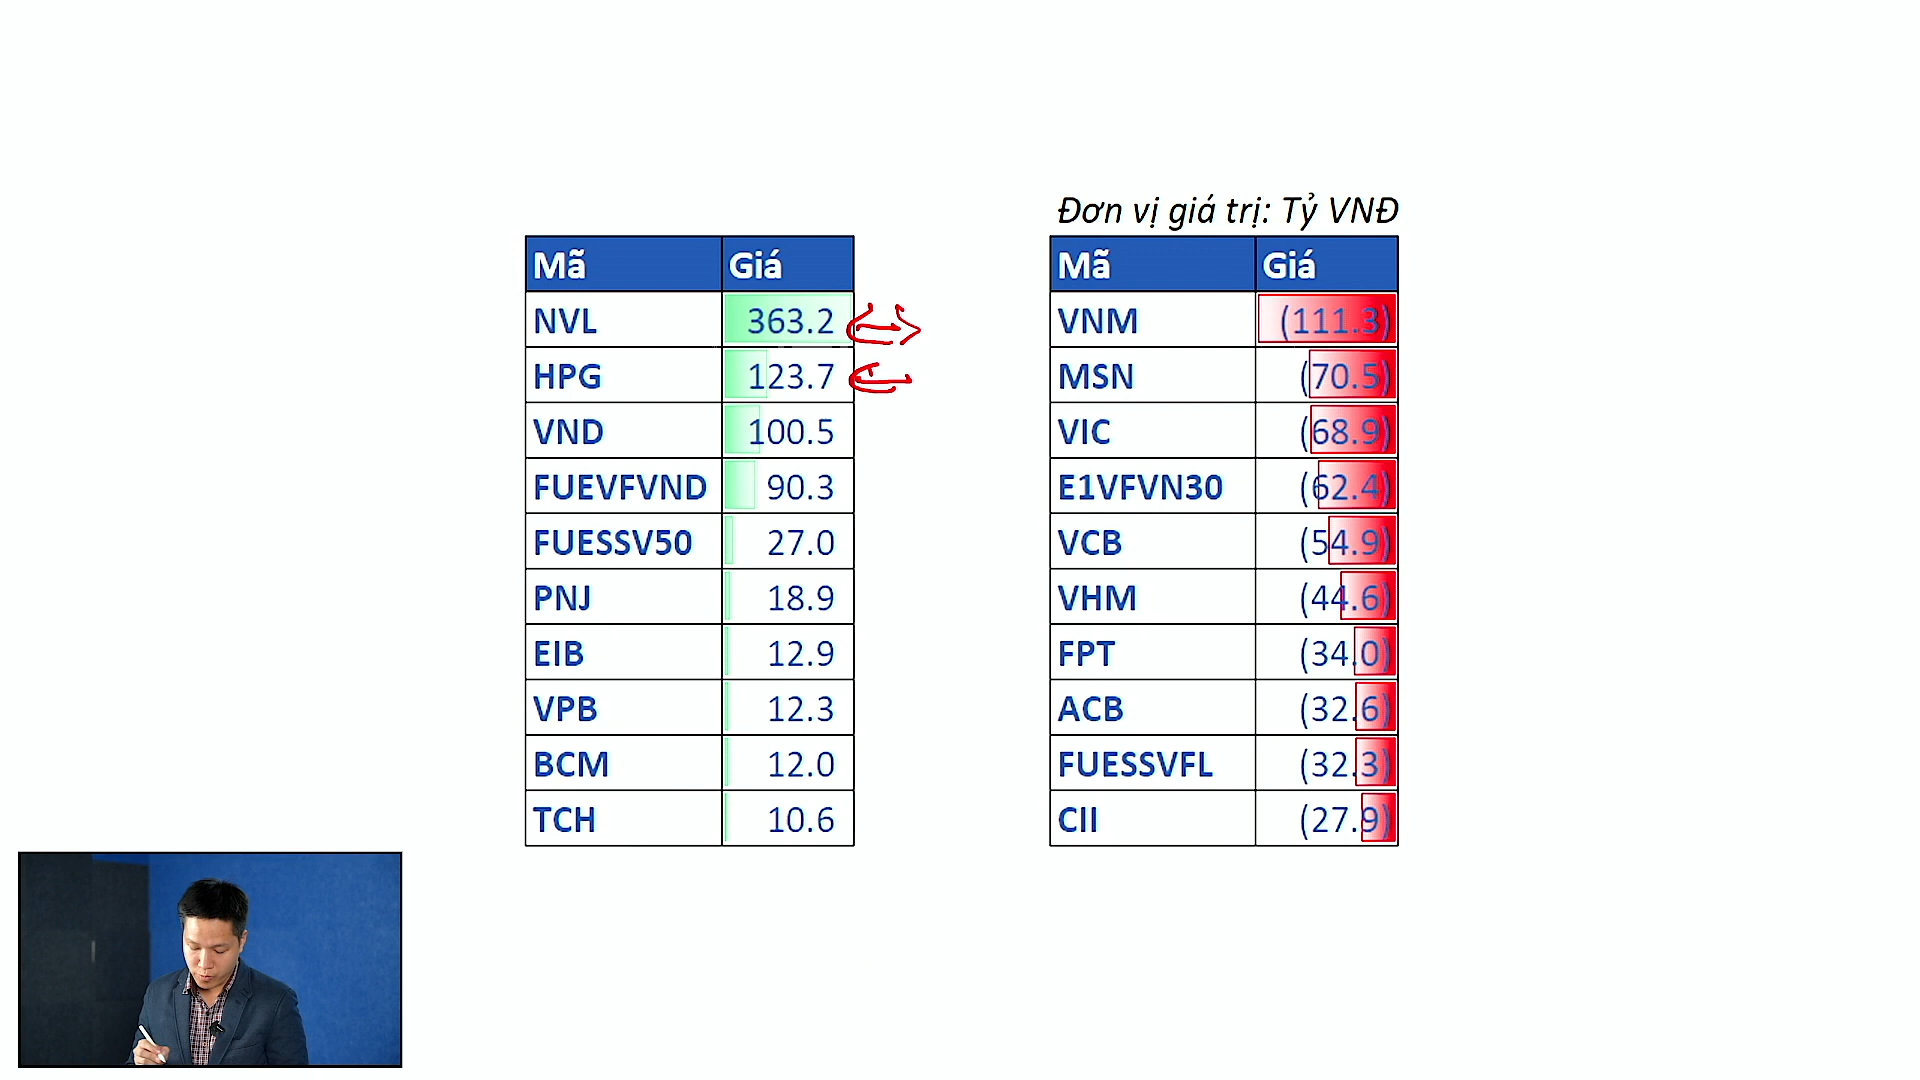 Đơn vị giá trị: Tỷ VNĐ
Mã Giá
NVL 363.2
HPG 123.7
VND 100.5
FUEVFVND 90.3
FUESSV50 27.0
PNJ 18.9
EIB 12.9
VPB 12.3
BCM 12.0
TCH 10.6
Mã Giá
VNM (111.3)
MSN (70.5)
VIC (68.9)
E1VFVN30 (62.4)
VCB (54.9)
VHM (44.6)
FPT (34.0)
ACB (32.6)
FUESSVFL (32.3)
CII (27.9)